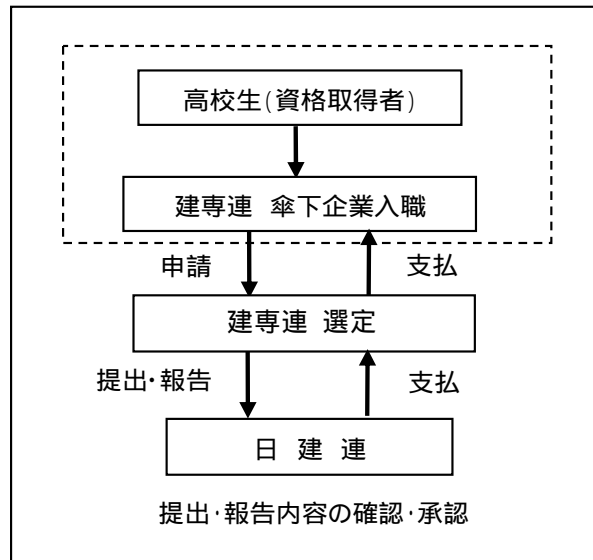 高校生(資格取得者)
建専連 傘下企業入職
申請 支払
建専連 選定
提出・報告 支払
日 建 連
提出・報告内容の確認・承認